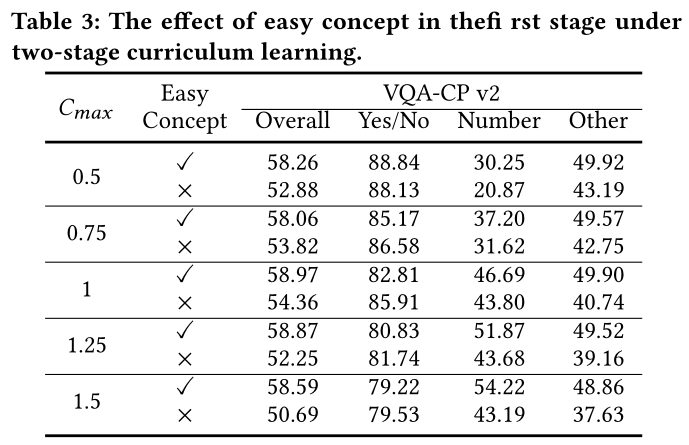 Table 3: The effect of easy concept in thefi rst stage under
two-stage curriculum learning.
C_max Easy Concept VQA-CP v2
Overall Yes/No Number Other
0.5 ✓ 58.26 88.84 30.25 49.92
× 52.88 88.13 20.87 43.19
0.75 ✓ 58.06 85.17 37.20 49.57
× 53.82 86.58 31.62 42.75
1 ✓ 58.97 82.81 46.69 49.90
× 54.36 85.91 43.80 40.74
1.25 ✓ 58.87 80.83 51.87 49.52
× 52.25 81.74 43.68 39.16
1.5 ✓ 58.59 79.22 54.22 48.86
× 50.69 79.53 43.19 37.63